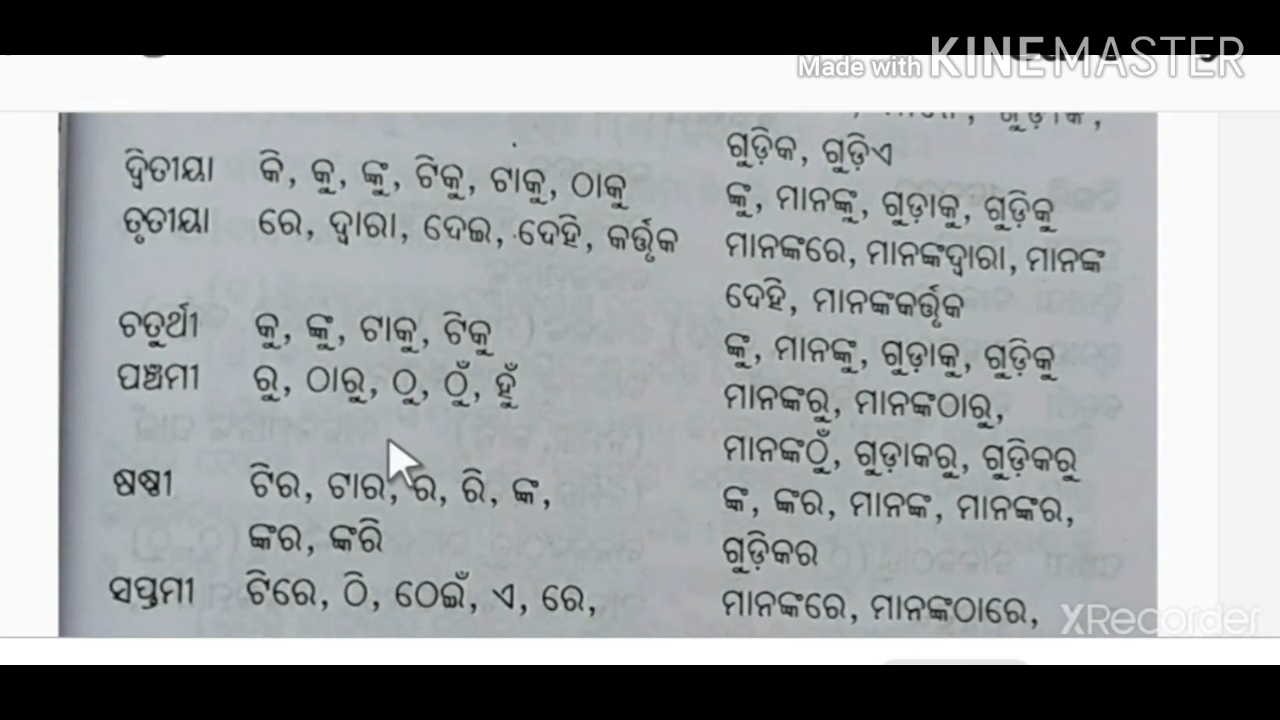 Made with KINEMASTER
ଗୁଡ଼ିକ, ଗୁଡ଼ିଏ
ଦ୍ଵିତୀୟା କି, କୁ, ଙ୍କୁ, ଟିକୁ, ଟାକୁ, ଠାକୁ ଙ୍କୁ, ମାନଙ୍କୁ, ଗୁଡ଼ାକୁ, ଗୁଡ଼ିକୁ
ତୃତୀୟା ରେ, ଦ୍ଵାରା, ଦେଇ, ଦେହି, କର୍ତ୍ତୃକ ମାନଙ୍କରେ, ମାନଙ୍କଦ୍ଵାରା, ମାନଙ୍କ
ଦେହି, ମାନଙ୍କକର୍ତ୍ତୃକ
ଚତୁର୍ଥୀ କୁ, ଙ୍କୁ, ଟାକୁ, ଟିକୁ ଙ୍କୁ, ମାନଙ୍କୁ, ଗୁଡ଼ାକୁ, ଗୁଡ଼ିକୁ
ପଞ୍ଚମୀ ରୁ, ଠାରୁ, ଠୁ, ଠୁଁ, ହୁଁ ମାନଙ୍କରୁ, ମାନଙ୍କଠାରୁ,
ମାନଙ୍କଠୁଁ, ଗୁଡ଼ାକରୁ, ଗୁଡ଼ିକରୁ
ଷଷ୍ଠୀ ଟିର, ଟାର, ର, ରି, ଙ୍କ, ଙ୍କ, ଙ୍କର, ମାନଙ୍କ, ମାନଙ୍କର,
ଙ୍କର, ଙ୍କରି ଗୁଡ଼ିକର
ସପ୍ତମୀ ଟିରେ, ଠି, ଠେଇଁ, ଏ, ରେ, ମାନଙ୍କରେ, ମାନଙ୍କଠାରେ,
XRecorder